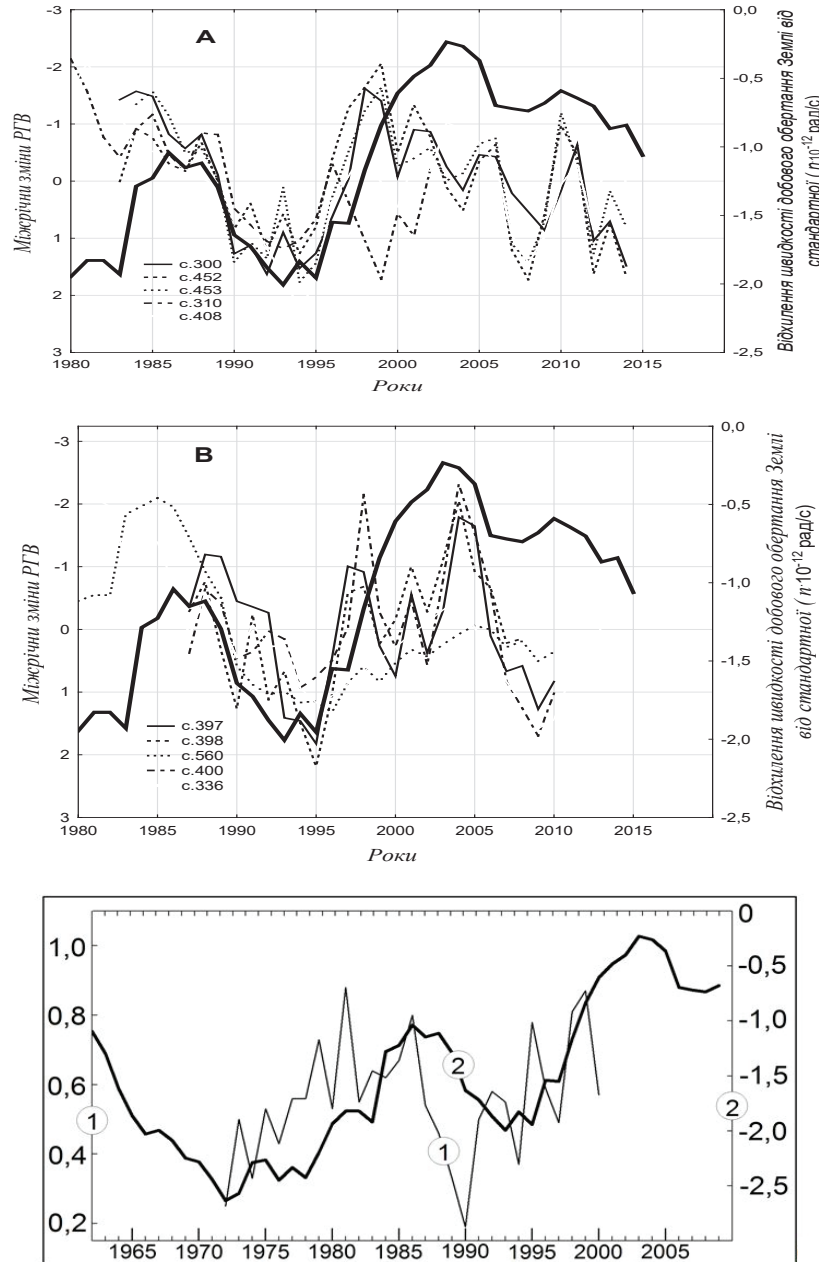 A
-3
-2
-1
0
1
2
3
Міжрічні зміни РГВ
0,0
-0,5
-1,0
-1,5
-2,0
-2,5
Відхилення швидкості добового обертання Землі від
стандартної ( n·10⁻¹² рад/с)
с.300
с.452
с.453
с.310
с.408
1980 1985 1990 1995 2000 2005 2010 2015
Роки
B
-3
-2
-1
0
1
2
3
Міжрічни зміни РГВ
0,0
-0,5
-1,0
-1,5
-2,0
-2,5
Відхилення швидкості добового обертання Землі
від стандартної ( n·10⁻¹² рад/с)
с.397
с.398
с.560
с.400
с.336
1980 1985 1990 1995 2000 2005 2010 2015
Роки
1,0
0,8
0,6
0,4
0,2
1
2
1
2
0
-0,5
-1,0
-1,5
-2,0
-2,5
1965 1970 1975 1980 1985 1990 1995 2000 2005